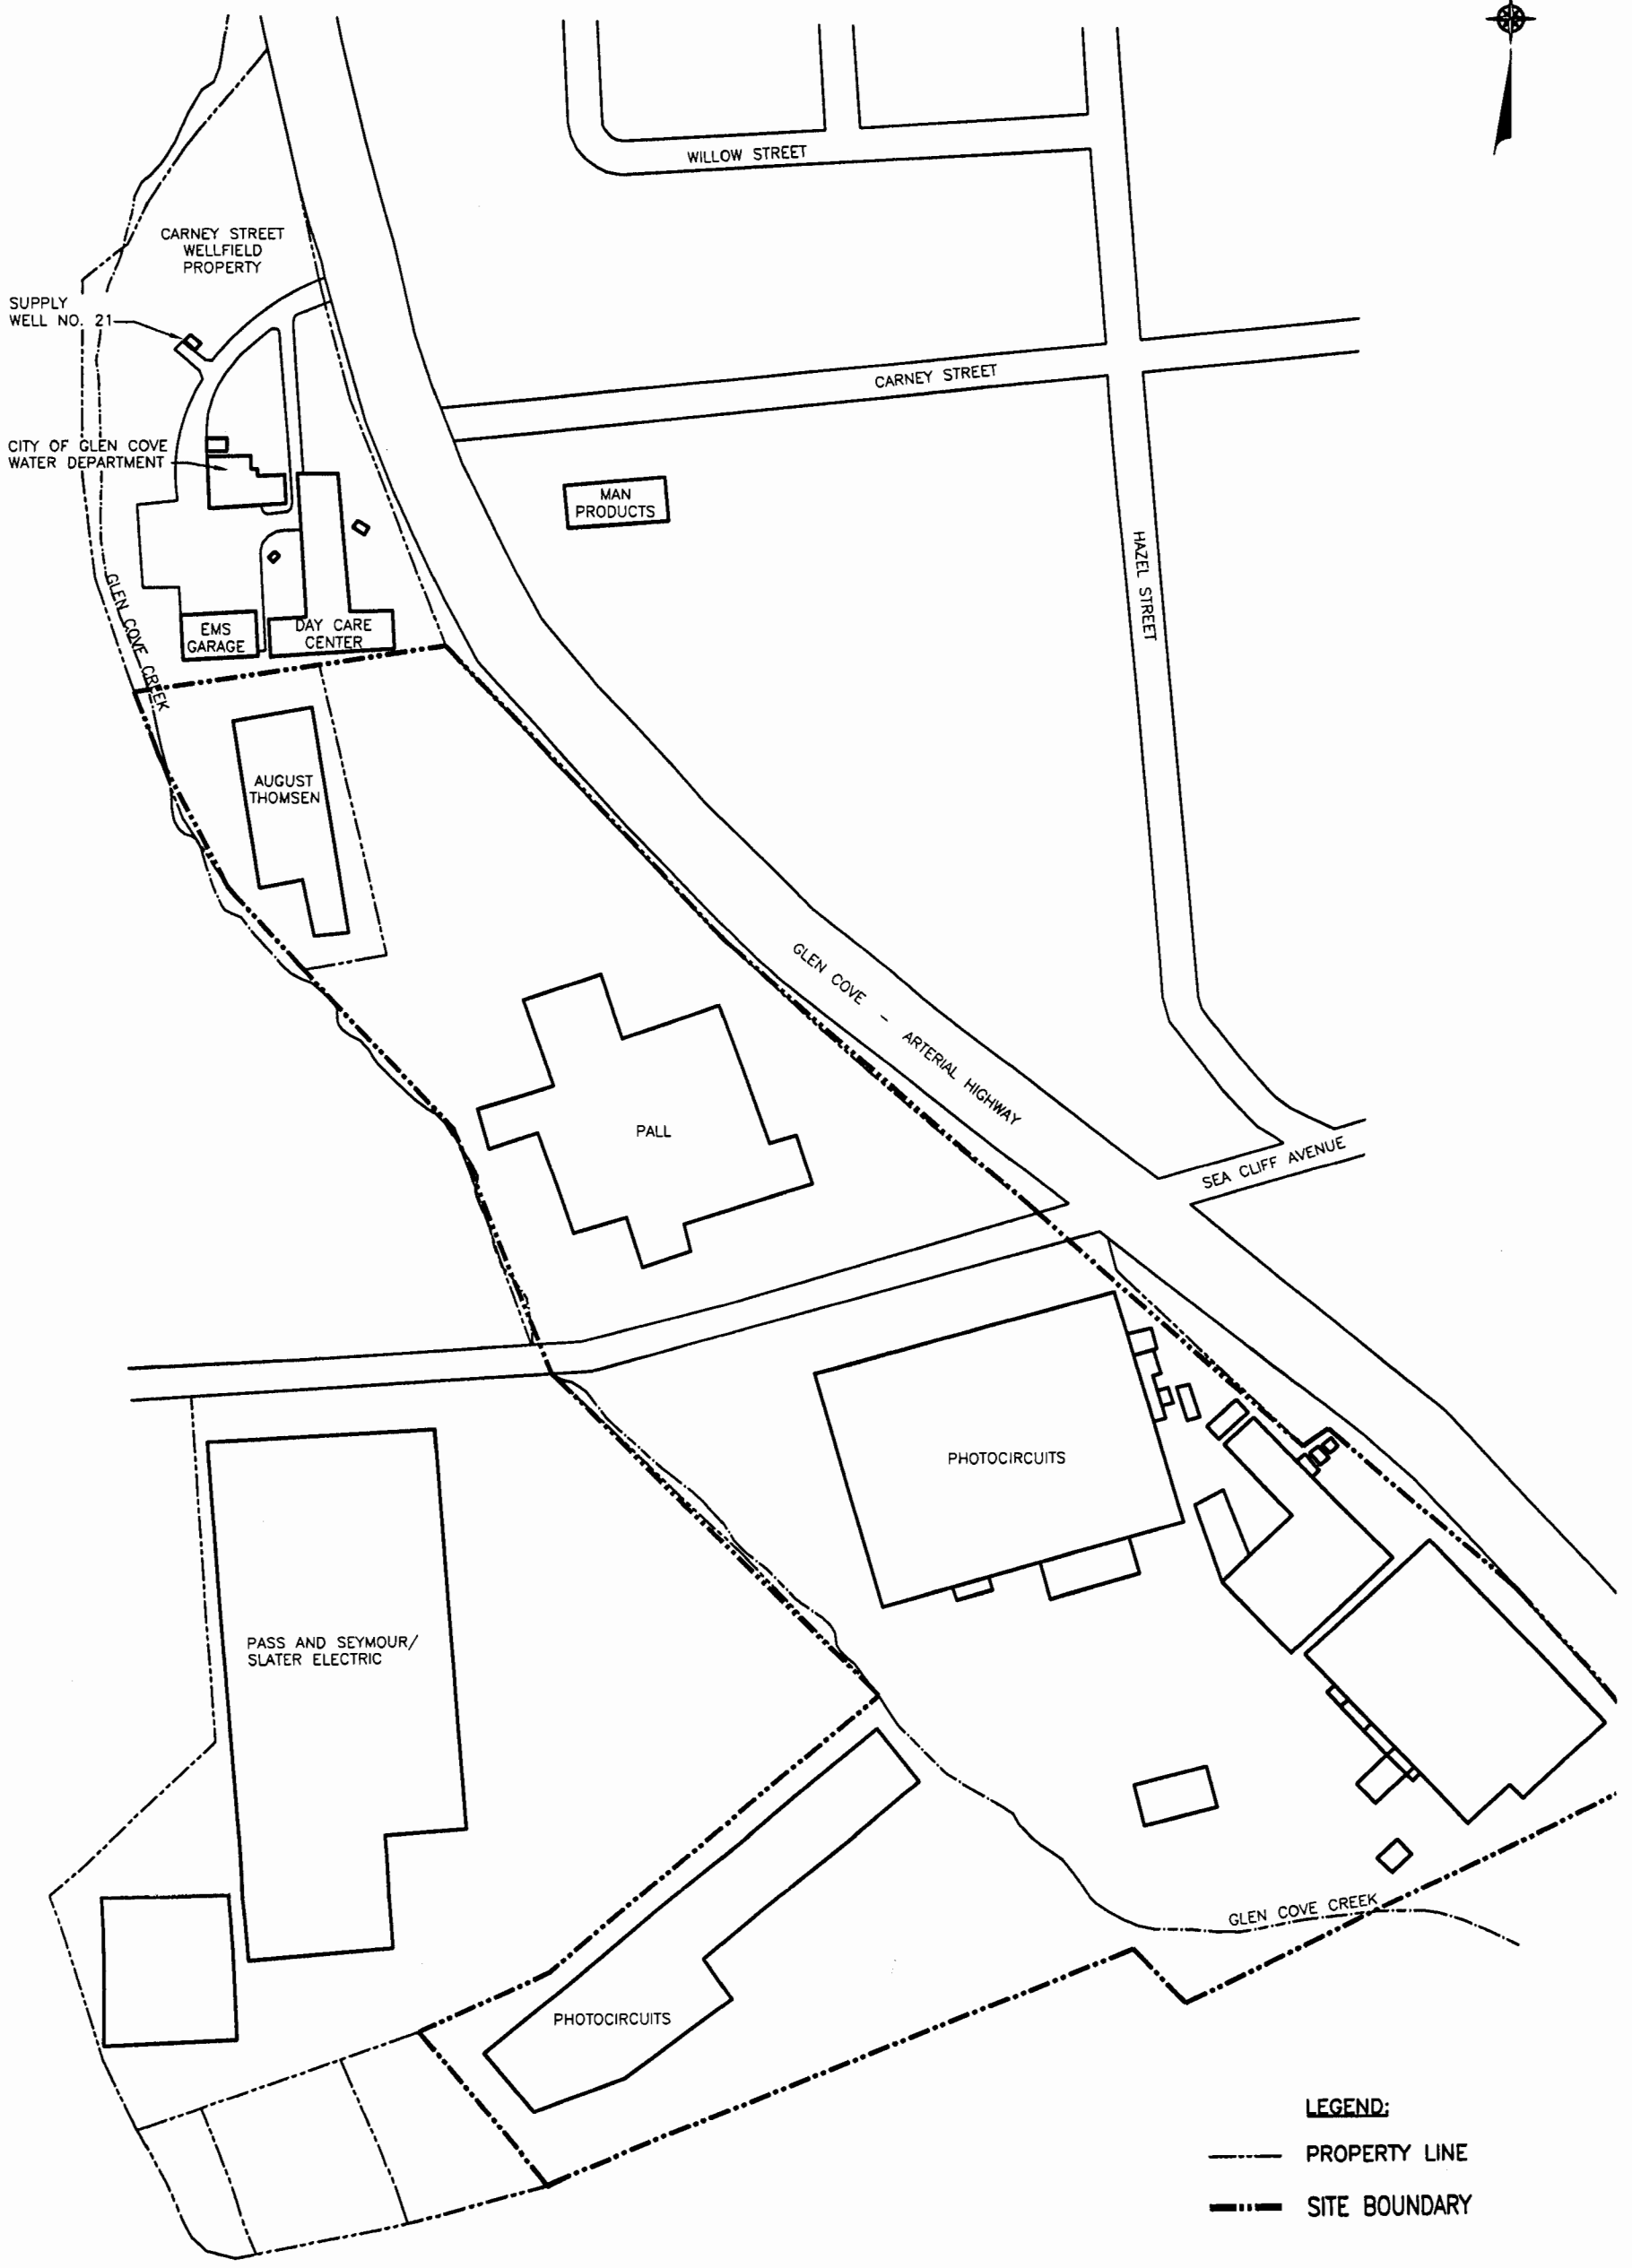 WILLOW STREET
CARNEY STREET
WELLFIELD
PROPERTY
SUPPLY
WELL NO. 21
CARNEY STREET
CITY OF GLEN COVE
WATER DEPARTMENT
MAN
PRODUCTS
HAZEL STREET
GLEN COVE CREEK
EMS
GARAGE
DAY CARE
CENTER
AUGUST
THOMSEN
GLEN COVE - ARTERIAL HIGHWAY
PALL
SEA CLIFF AVENUE
PHOTOCIRCUITS
PASS AND SEYMOUR/
SLATER ELECTRIC
GLEN COVE CREEK
PHOTOCIRCUITS
LEGEND:
PROPERTY LINE
SITE BOUNDARY